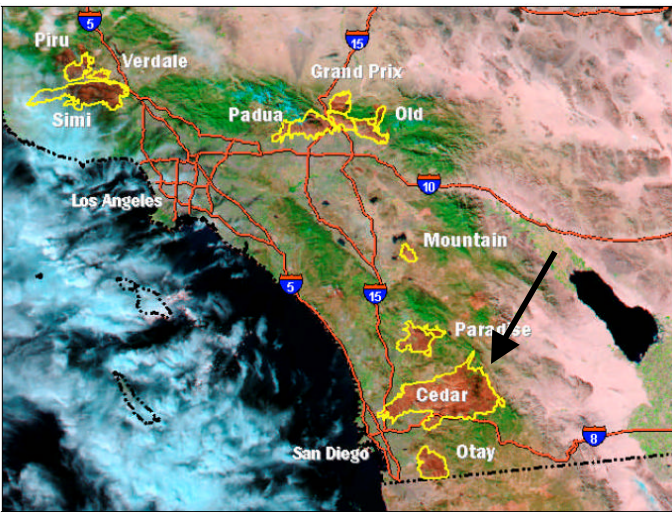 5
Piru
15
Verdale
Grand Prix
Simi
Padua
Old
10
Los Angeles
Mountain
5
15
Paradise
Cedar
San Diego
Otay
8